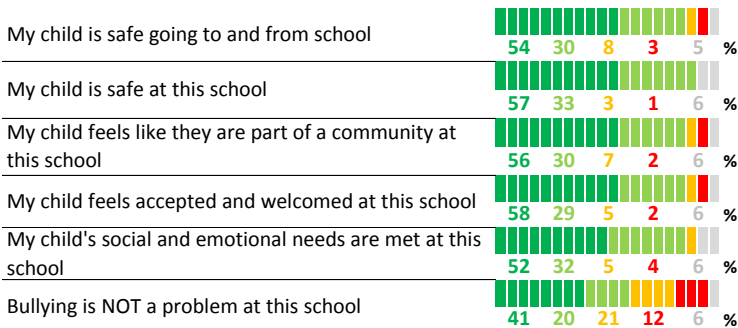 My child is safe going to and from school
54 30 8 3 5 %
My child is safe at this school
57 33 3 1 6 %
My child feels like they are part of a community at
this school
56 30 7 2 6 %
My child feels accepted and welcomed at this school
58 29 5 2 6 %
My child's social and emotional needs are met at this
school
52 32 5 4 6 %
Bullying is NOT a problem at this school
41 20 21 12 6 %